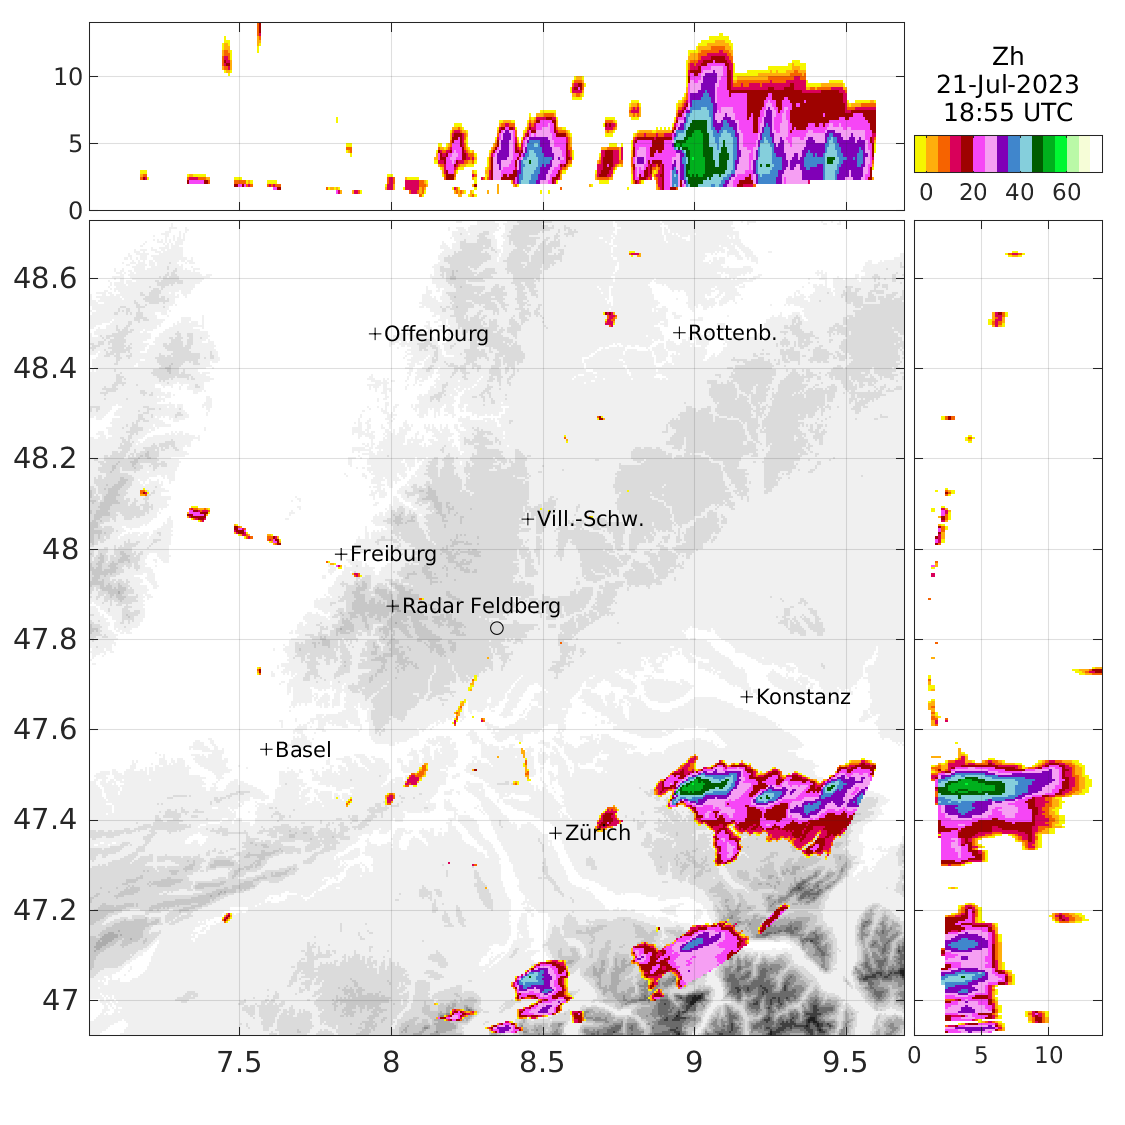 Zh
21-Jul-2023
18:55 UTC
10
5
0
0 20 40 60
48.6
48.4
48.2
48
47.8
47.6
47.4
47.2
47
Offenburg
Rottenb.
Vill.-Schw.
Freiburg
Radar Feldberg
Konstanz
Basel
Zürich
7.5 8 8.5 9 9.5
0 5 10